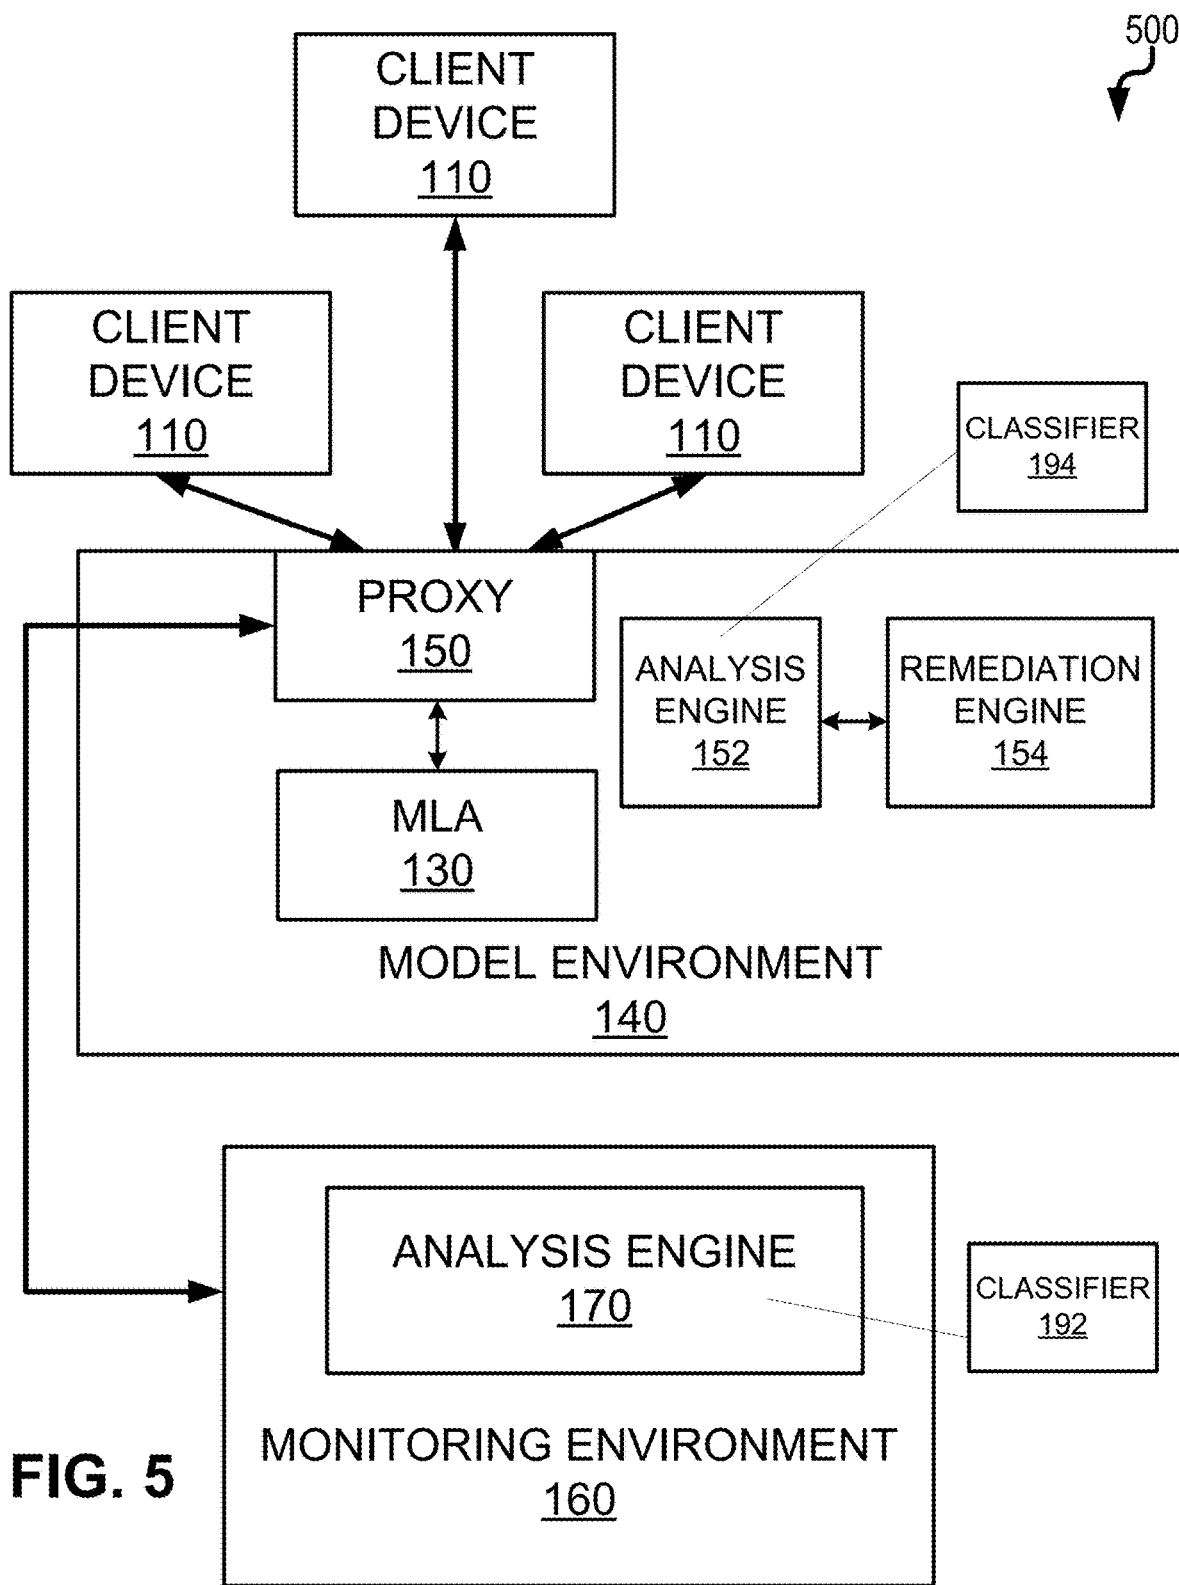 500
CLIENT
DEVICE
110
CLIENT
DEVICE
110
CLIENT
DEVICE
110
CLASSIFIER
194
PROXY
150
ANALYSIS
ENGINE
152
REMEDIATION
ENGINE
154
MLA
130
MODEL ENVIRONMENT
140
ANALYSIS ENGINE
170
CLASSIFIER
192
MONITORING ENVIRONMENT
160
FIG. 5